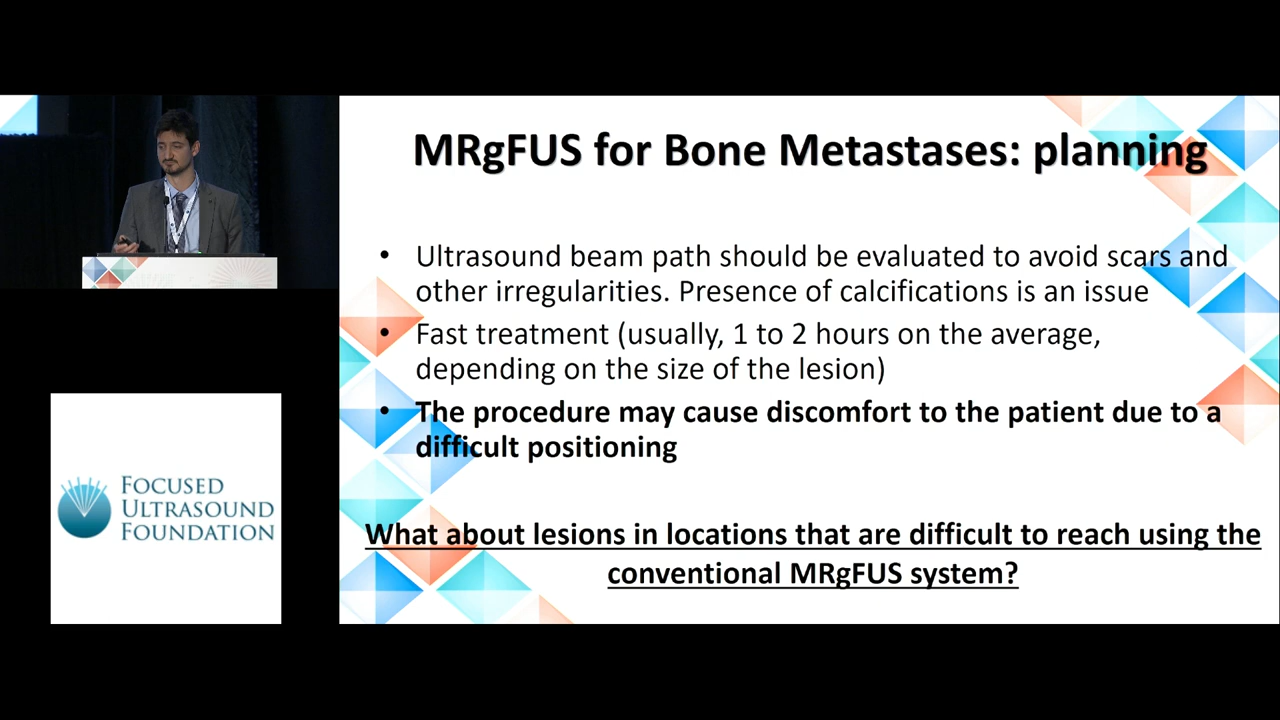 MRgFUS for Bone Metastases: planning
• Ultrasound beam path should be evaluated to avoid scars and
other irregularities. Presence of calcifications is an issue
• Fast treatment (usually, 1 to 2 hours on the average,
depending on the size of the lesion)
• The procedure may cause discomfort to the patient due to a
difficult positioning
What about lesions in locations that are difficult to reach using the
conventional MRgFUS system?
FOCUSED
ULTRASOUND
FOUNDATION